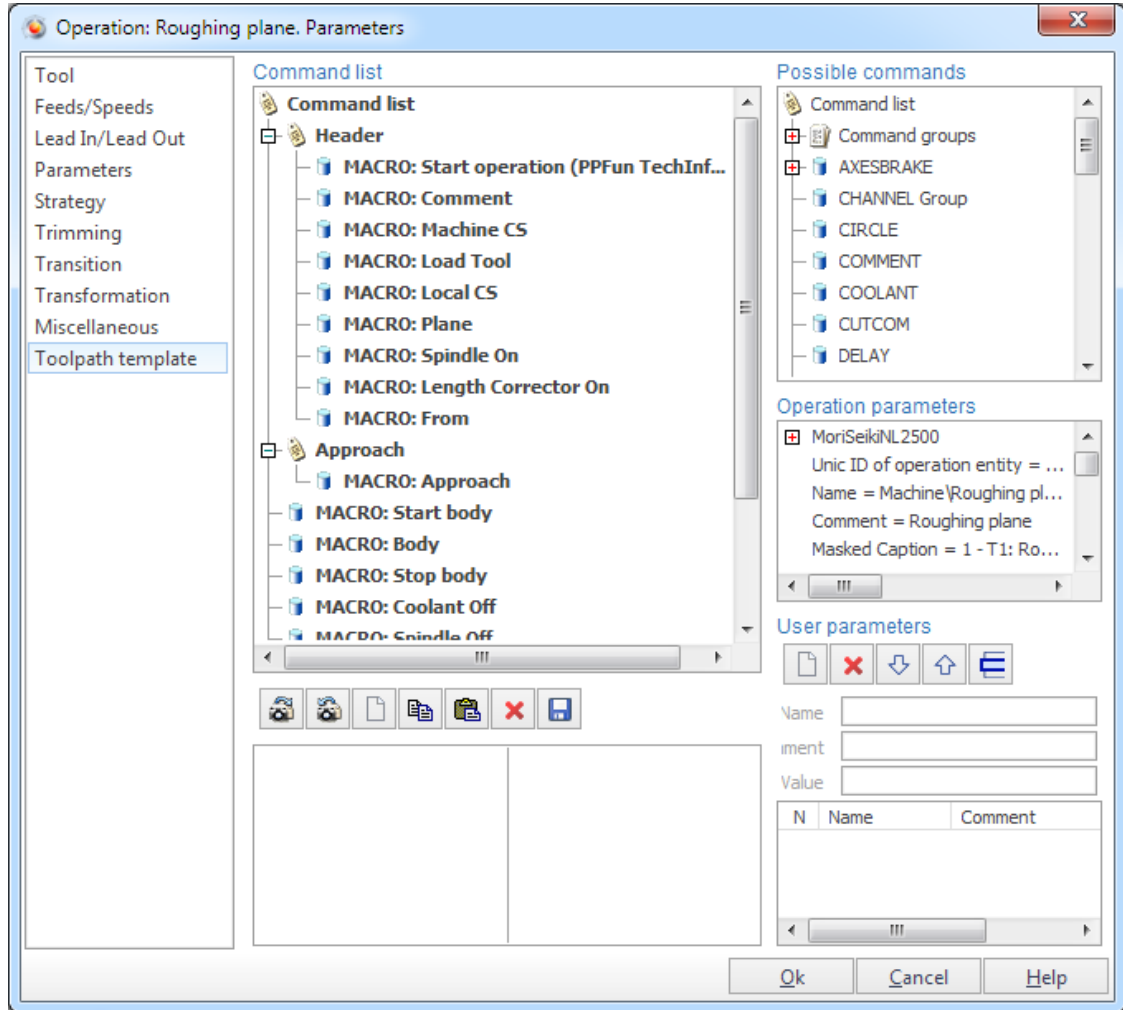 Operation: Roughing plane. Parameters
Tool
Feeds/Speeds
Lead In/Lead Out
Parameters
Strategy
Trimming
Transition
Transformation
Miscellaneous
Toolpath template
Command list
Command list
Header
MACRO: Start operation (PPFun TechInf...
MACRO: Comment
MACRO: Machine CS
MACRO: Load Tool
MACRO: Local CS
MACRO: Plane
MACRO: Spindle On
MACRO: Length Corrector On
MACRO: From
Approach
MACRO: Approach
MACRO: Start body
MACRO: Body
MACRO: Stop body
MACRO: Coolant Off
MACRO: Spindle Off
Possible commands
Command list
Command groups
AXESBRAKE
CHANNEL Group
CIRCLE
COMMENT
COOLANT
CUTCOM
DELAY
Operation parameters
MoriSeikiNL2500
Unic ID of operation entity = ...
Name = Machine\Roughing pl...
Comment = Roughing plane
Masked Caption = 1 - T1: Ro...
User parameters
Name
ment
Value
N Name Comment
Ok Cancel Help